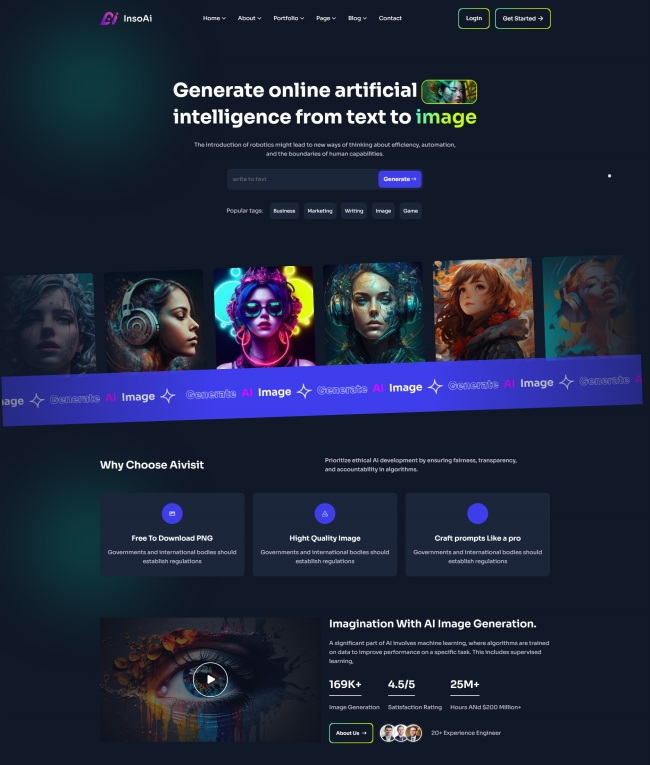 InsoAi
Home About Portfolio Page Blog Contact
Login Get Started
Generate online artificial
intelligence from text to image
The introduction of robotics might lead to new ways of thinking about efficiency, automation,
and the boundaries of human capabilities.
write to text Generate
Popular tags: Business Marketing Writing Image Game
Image Generate Ai Image Generate Ai Image Generate Ai Image Generate Ai Image Generate
Why Choose Aivisit
Prioritize ethical AI development by ensuring fairness, transparency,
and accountability in algorithms.
Free To Download PNG
Governments and international bodies should
establish regulations
Hight Quality Image
Governments and international bodies should
establish regulations
Craft prompts Like a pro
Governments and international bodies should
establish regulations
Imagination With AI Image Generation.
A significant part of AI involves machine learning, where algorithms are trained
on data to improve performance on a specific task. This includes supervised
learning,
169K+ 4.5/5 25M+
Image Generation Satisfaction Rating Hours ANd $200 Million+
About Us 20+ Experience Engineer